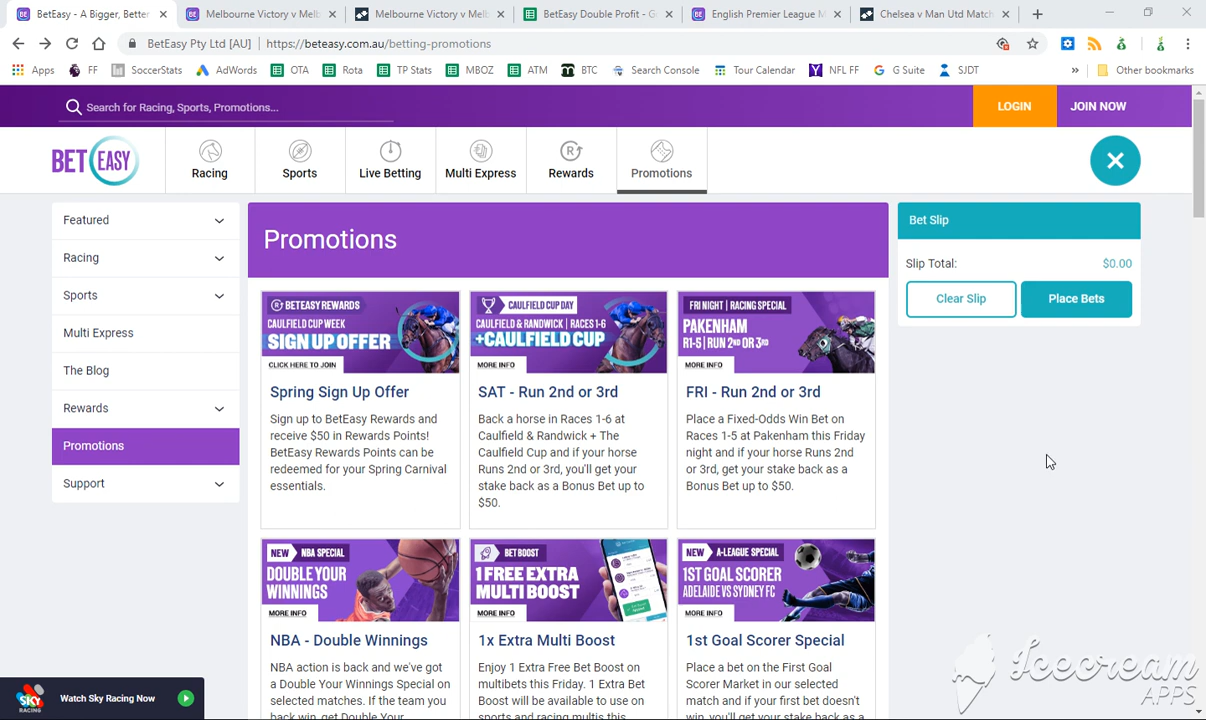 BetEasy - A Bigger, Better
Melbourne Victory v Melb
Melbourne Victory v Mel
BetEasy Double Profit - G
English Premier League M
Chelsea v Man Utd Match
BetEasy Pty Ltd [AU] | https://beteasy.com.au/betting-promotions
Apps FF SoccerStats AdWords OTA Rota TP Stats MBOZ ATM BTC Search Console Tour Calendar NFL FF G Suite SJDT » Other bookmarks
Search for Racing, Sports, Promotions...
LOGIN
JOIN NOW
BET EASY
Racing
Sports
Live Betting
Multi Express
Rewards
Promotions
Featured
Racing
Sports
Multi Express
The Blog
Rewards
Promotions
Support
Promotions
BETEASY REWARDS
CAULFIELD CUP WEEK
SIGN UP OFFER
CLICK HERE TO JOIN
Spring Sign Up Offer
Sign up to BetEasy Rewards and
receive $50 in Rewards Points!
BetEasy Rewards Points can be
redeemed for your Spring Carnival
essentials.
CAULFIELD CUP DAY
CAULFIELD & RANDWICK | RACES 1-6
+CAULFIELD CUP
MORE INFO
SAT - Run 2nd or 3rd
Back a horse in Races 1-6 at
Caulfield & Randwick + The
Caulfield Cup and if your horse
Runs 2nd or 3rd, you'll get your
stake back as a Bonus Bet up to
$50.
FRI NIGHT | RACING SPECIAL
PAKENHAM
R1-5 | RUN 2ND OR 3RD
MORE INFO
FRI - Run 2nd or 3rd
Place a Fixed-Odds Win Bet on
Races 1-5 at Pakenham this Friday
night and if your horse Runs 2nd
or 3rd, get your stake back as a
Bonus Bet up to $50.
NEW NBA SPECIAL
DOUBLE YOUR
WINNINGS
MORE INFO
NBA - Double Winnings
NBA action is back and we've got
a Double Your Winnings Special on
selected matches. If the team you
back win, get Double Your
BET BOOST
1 FREE EXTRA
MULTI BOOST
MORE INFO
1x Extra Multi Boost
Enjoy 1 Extra Free Bet Boost on
multibets this Friday. 1 Extra Bet
Boost will be available to use on
sports and racing multis this
NEW A-LEAGUE SPECIAL
1ST GOAL SCORER
ADELAIDE VS SYDNEY FC
MORE INFO
1st Goal Scorer Special
Place a bet on the First Goal
Scorer Market in our selected
match and if your first bet doesn't
win, you'll get your stake back as a
Bet Slip
Slip Total: $0.00
Clear Slip
Place Bets
SKY
RACING
Watch Sky Racing Now
Icecream
APPS